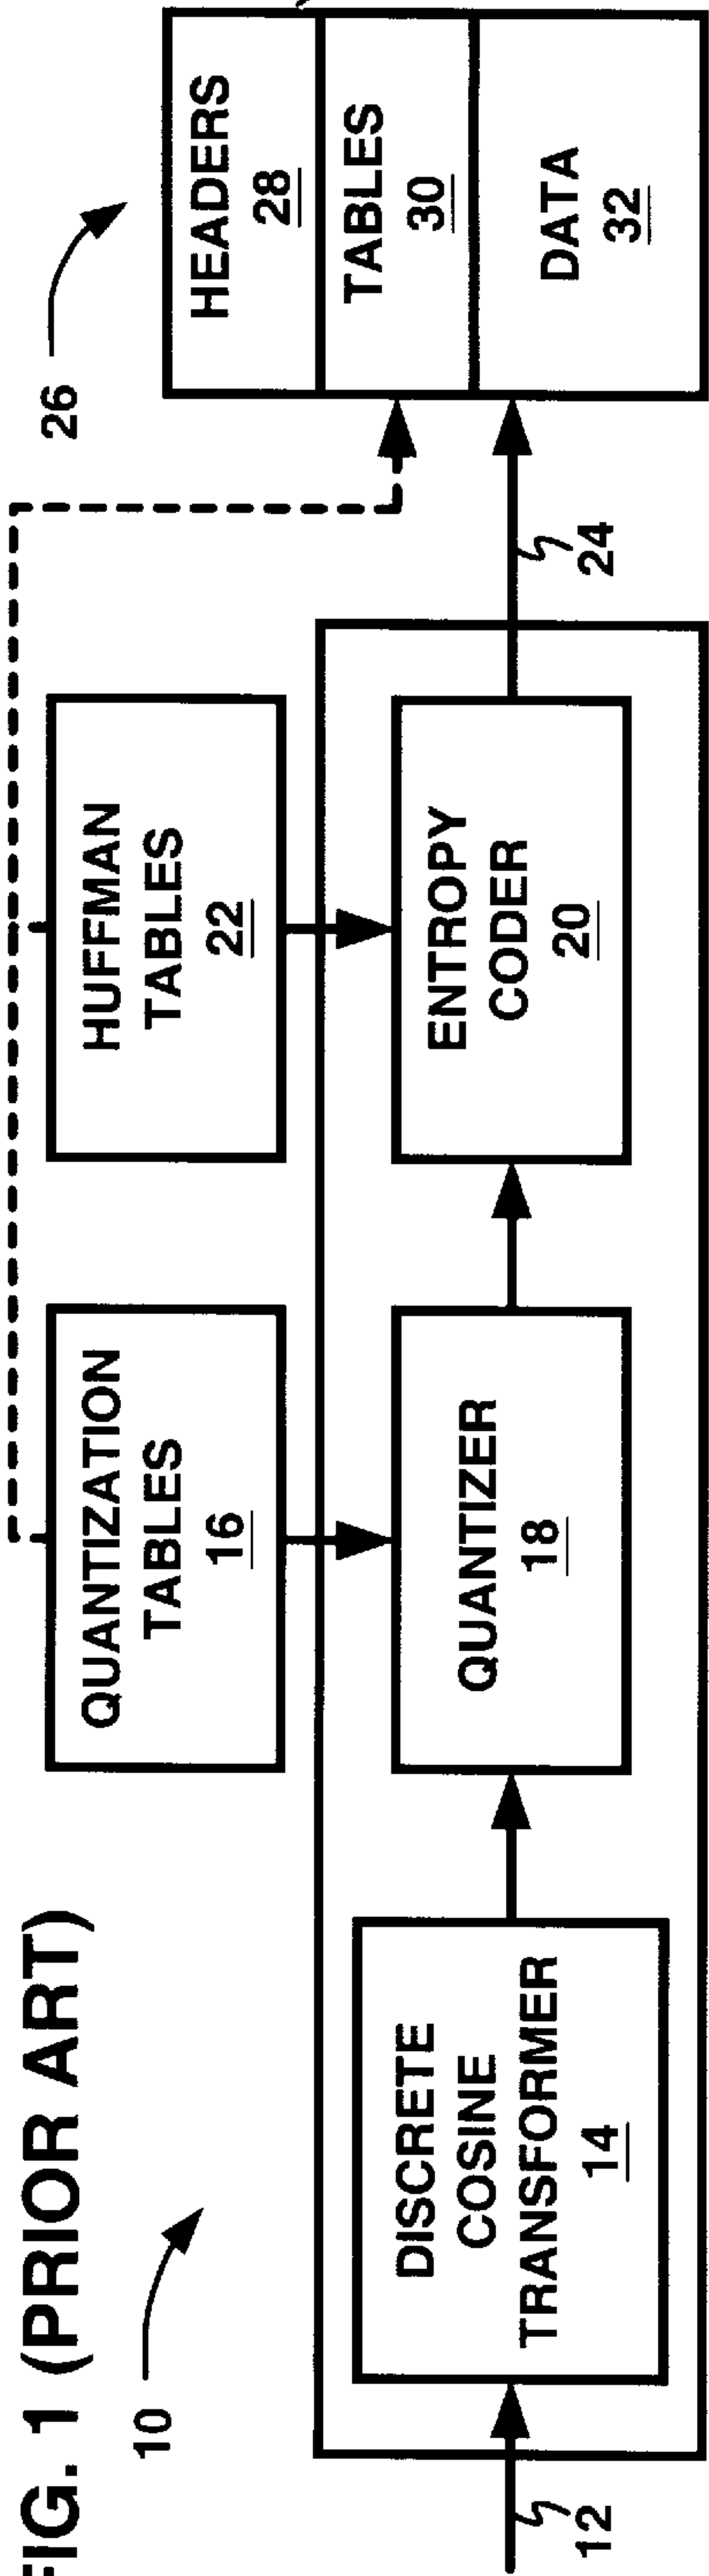 FIG. 1 (PRIOR ART)
10
12
DISCRETE
COSINE
TRANSFORMER
14
QUANTIZATION
TABLES
16
QUANTIZER
18
HUFFMAN
TABLES
22
ENTROPY
CODER
20
24
26
HEADERS
28
TABLES
30
DATA
32